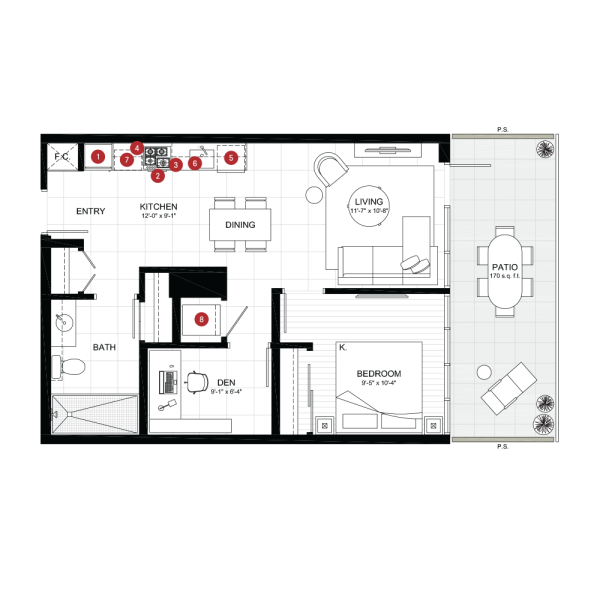 P.S.
F.C.
1
7
4
2
3
6
5
ENTRY
KITCHEN
12'-0" x 9'-1"
DINING
LIVING
11'-7" x 10'-8"
PATIO
170 s.q. f.t.
8
BATH
DEN
9'-1" x 6'-4"
K.
BEDROOM
9'-5" x 10'-4"
P.S.